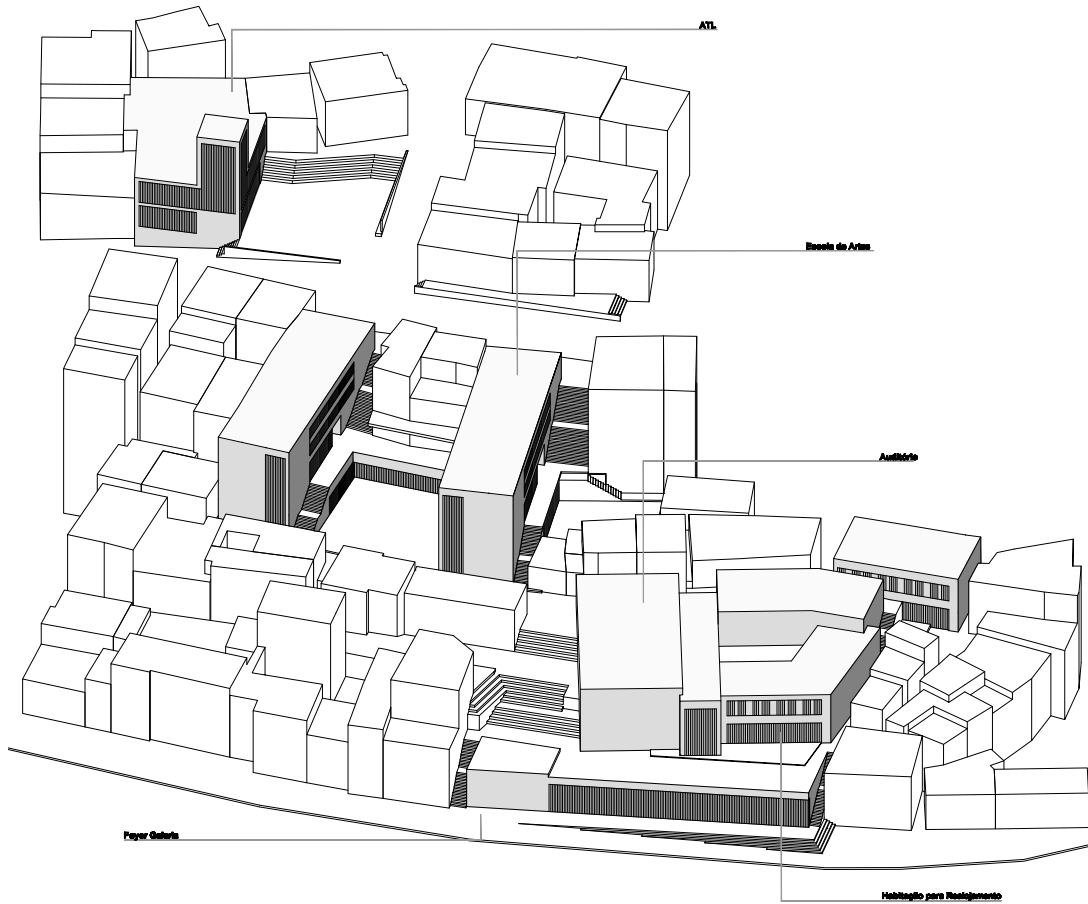 ATL
Escola de Artes
Auditório
Foyer Galeria
Habitação para Realojamento